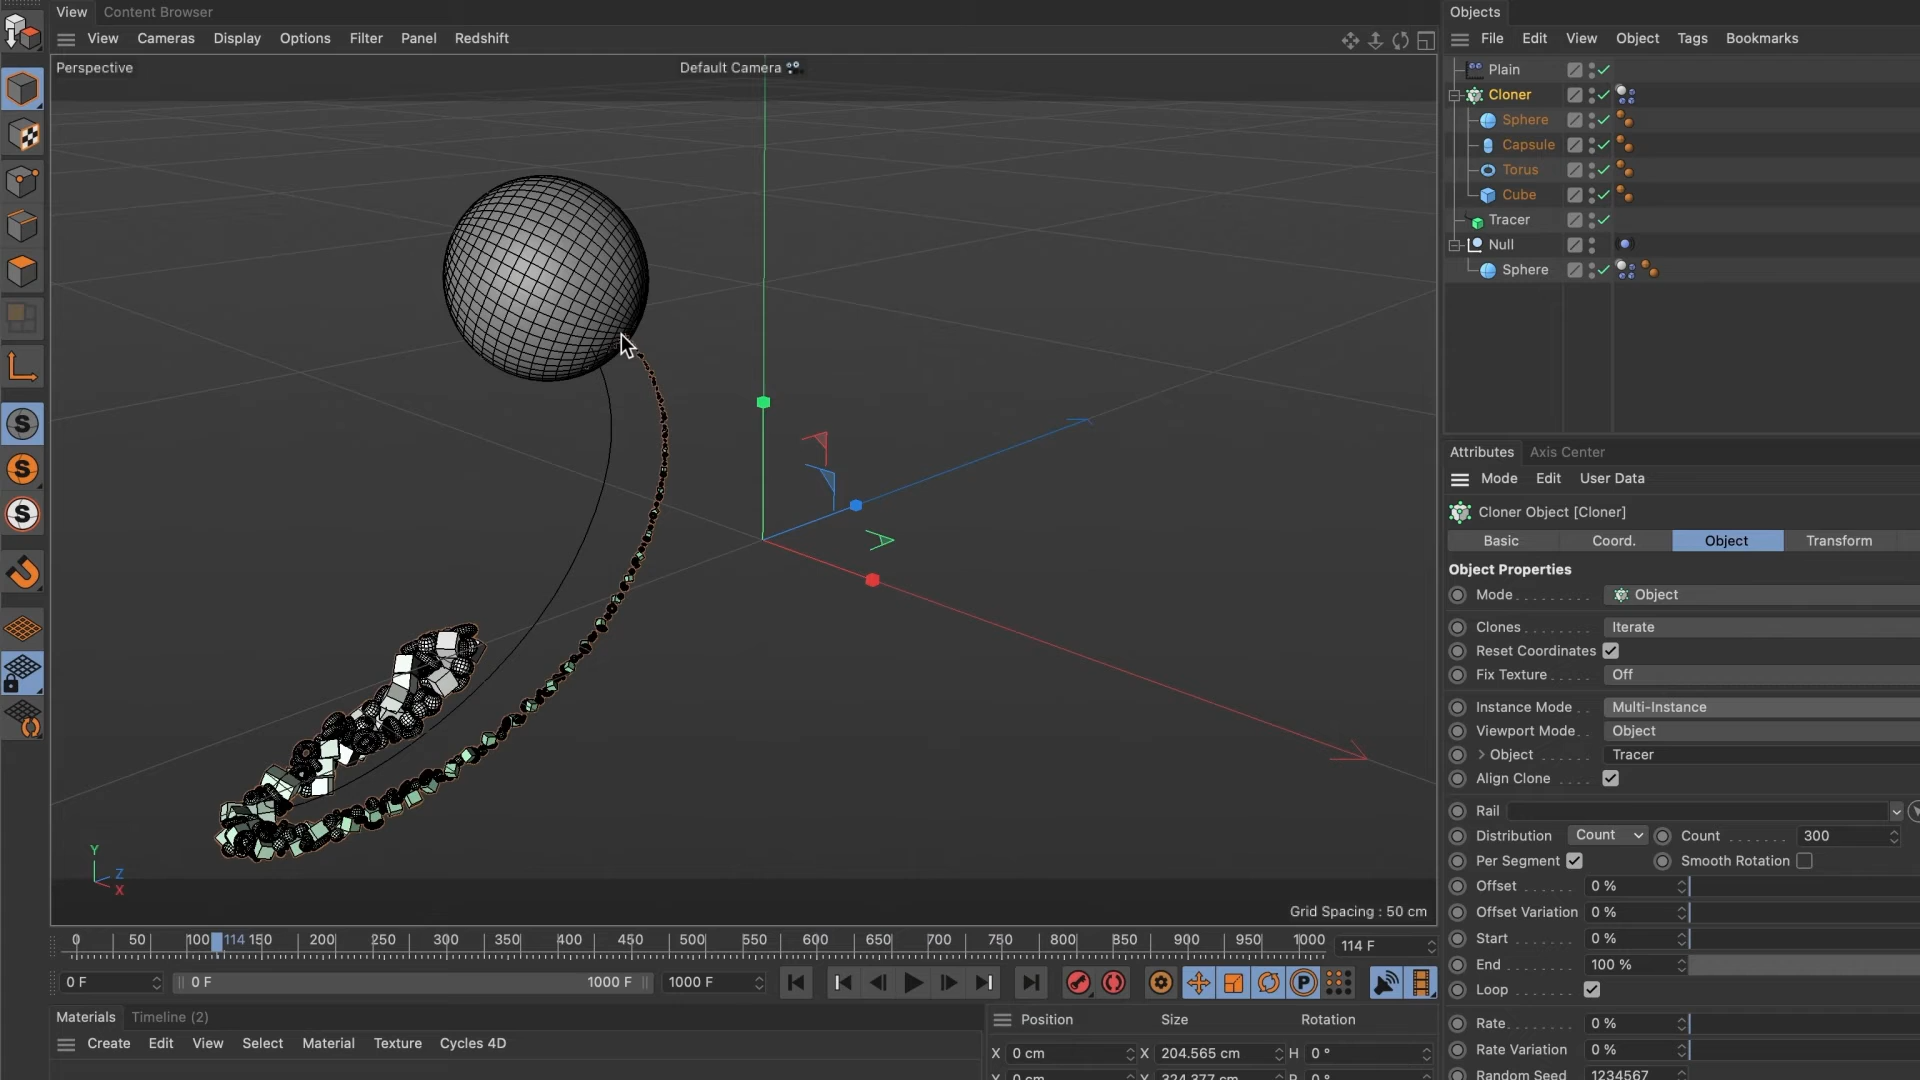 View Content Browser
View Cameras Display Options Filter Panel Redshift
Perspective
Default Camera
Y
Z
X
Grid Spacing : 50 cm
0 50 100 114 150 200 250 300 350 400 450 500 550 600 650 700 750 800 850 900 950 1000
114 F
0 F
0 F 1000 F
1000 F
Materials Timeline (2)
Create Edit View Select Material Texture Cycles 4D
Position Size Rotation
X 0 cm X 204.565 cm H 0 °
Y 0 cm Y 324.377 cm P 0 °
Objects
File Edit View Object Tags Bookmarks
Plain
Cloner
Sphere
Capsule
Torus
Cube
Tracer
Null
Sphere
Attributes Axis Center
Mode Edit User Data
Cloner Object [Cloner]
Basic Coord. Object Transform
Object Properties
Mode Object
Clones Iterate
Reset Coordinates
Fix Texture Off
Instance Mode Multi-Instance
Viewport Mode Object
Object Tracer
Align Clone
Rail
Distribution Count Count 300
Per Segment Smooth Rotation
Offset 0 %
Offset Variation 0 %
Start 0 %
End 100 %
Loop
Rate 0 %
Rate Variation 0 %
Random Seed 1234567